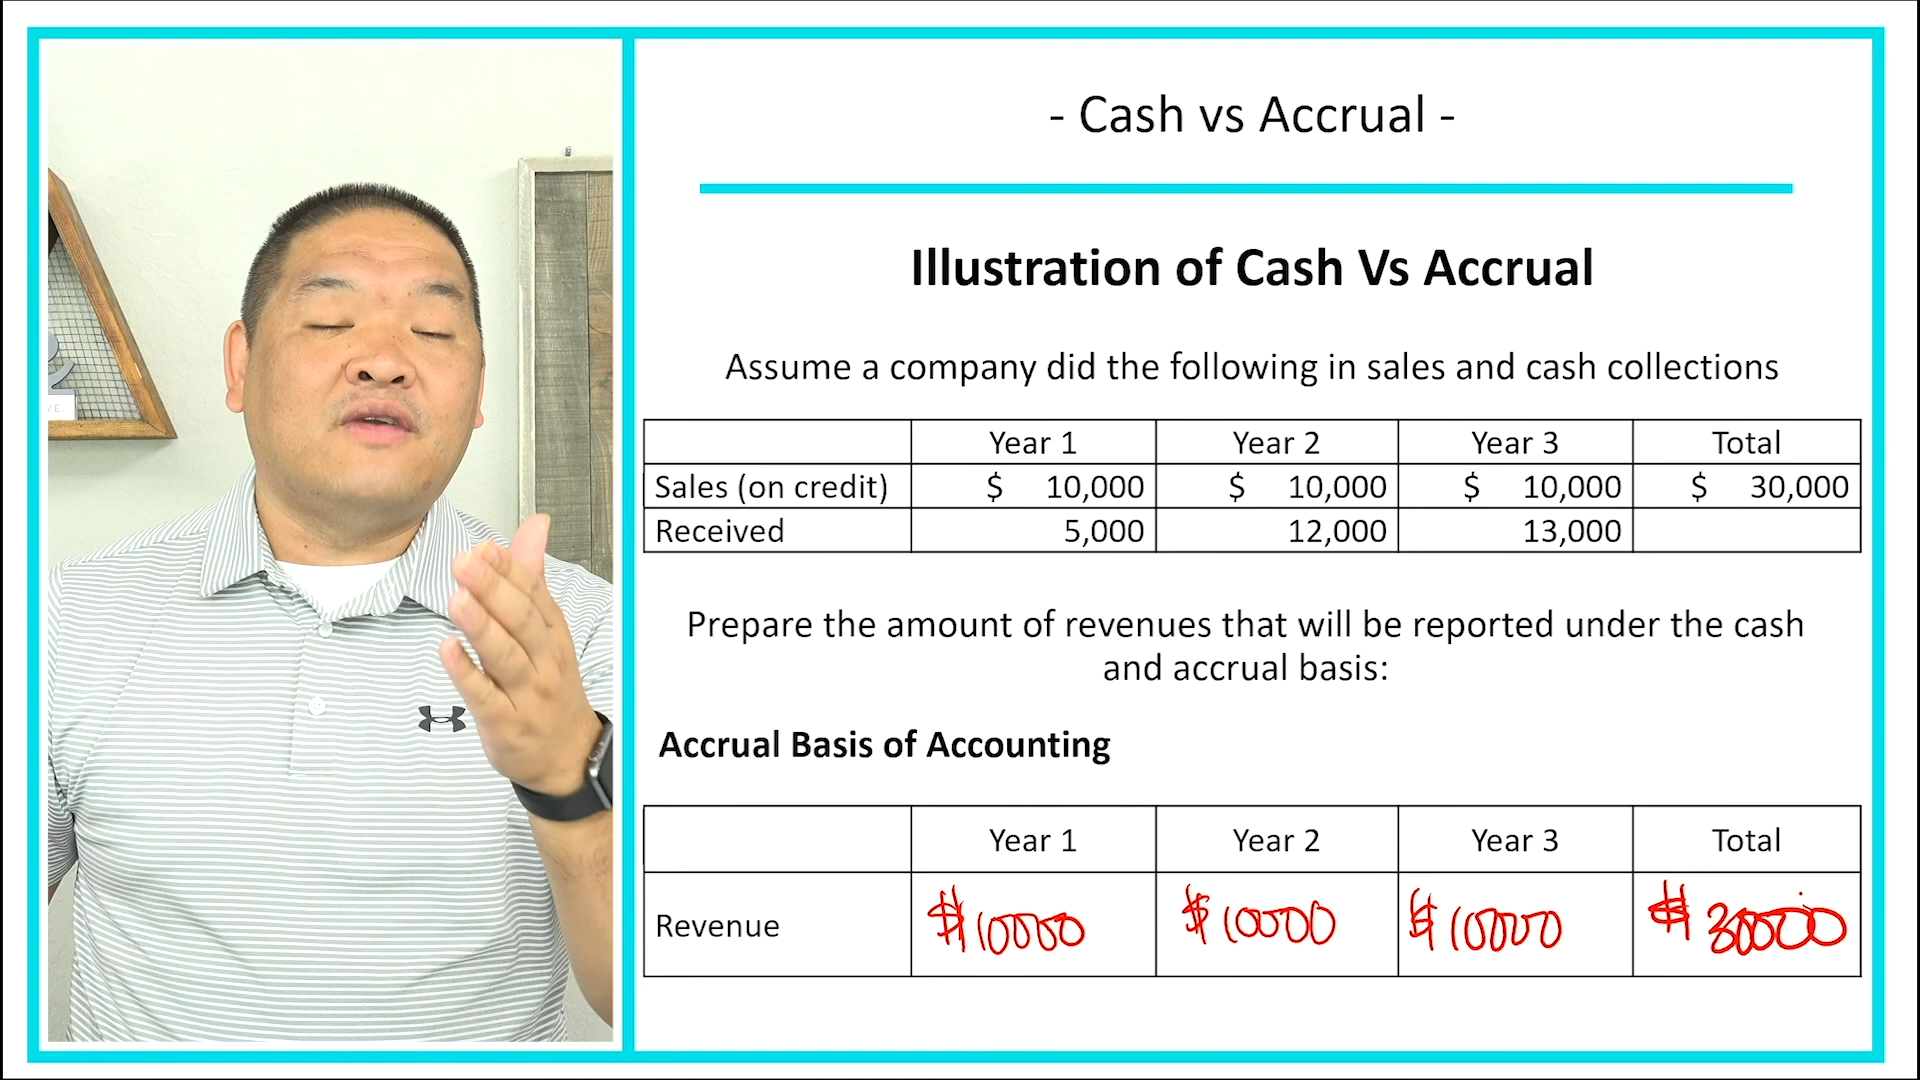 - Cash vs Accrual -
Illustration of Cash Vs Accrual
Assume a company did the following in sales and cash collections
Year 1 Year 2 Year 3 Total
Sales (on credit) $ 10,000 $ 10,000 $ 10,000 $ 30,000
Received 5,000 12,000 13,000
Prepare the amount of revenues that will be reported under the cash
and accrual basis:
Accrual Basis of Accounting
Year 1 Year 2 Year 3 Total
Revenue $10000 $10000 $10000 $30000